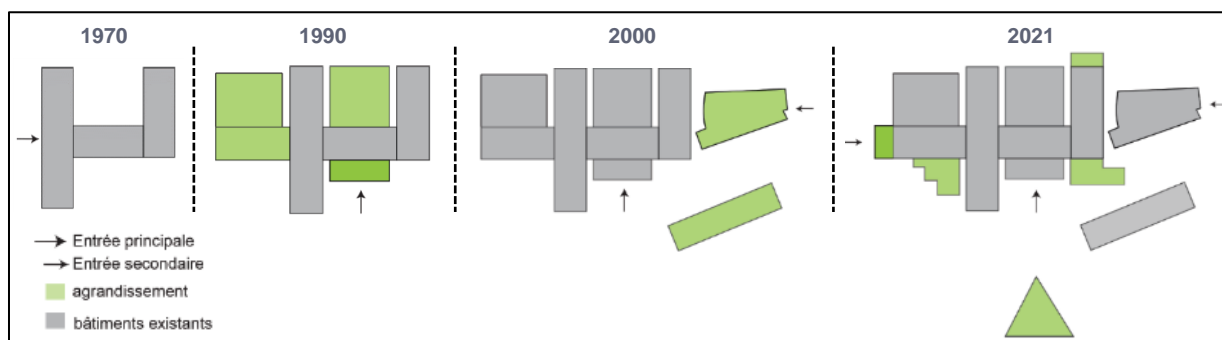 1970
1990
2000
2021
Entrée principale
Entrée secondaire
agrandissement
bâtiments existants